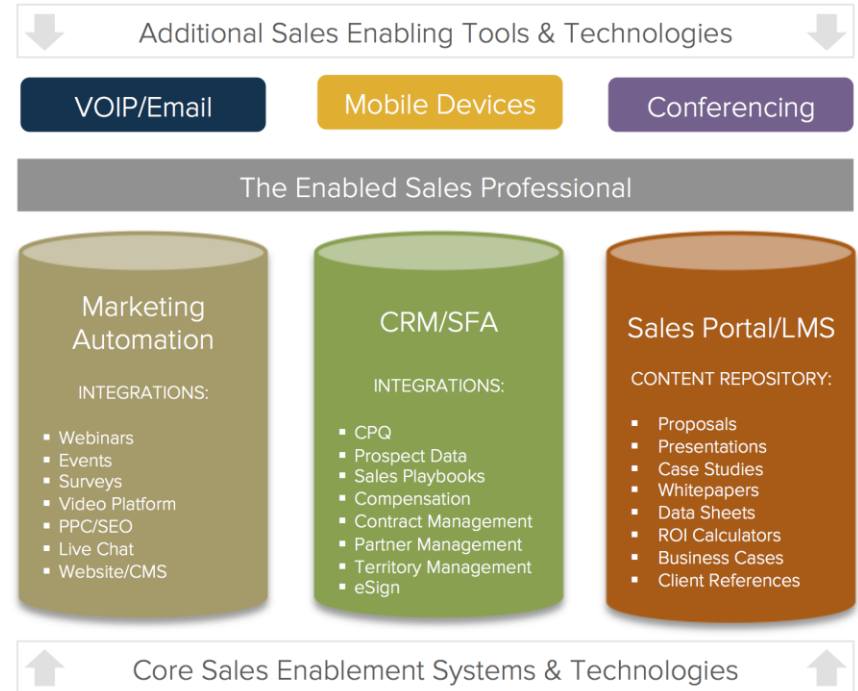 Additional Sales Enabling Tools & Technologies
VOIP/Email
Mobile Devices
Conferencing
The Enabled Sales Professional
Marketing
Automation
INTEGRATIONS:
▪ Webinars
▪ Events
▪ Surveys
▪ Video Platform
▪ PPC/SEO
▪ Live Chat
▪ Website/CMS
CRM/SFA
INTEGRATIONS:
▪ CPQ
▪ Prospect Data
▪ Sales Playbooks
▪ Compensation
▪ Contract Management
▪ Partner Management
▪ Territory Management
▪ eSign
Sales Portal/LMS
CONTENT REPOSITORY:
▪ Proposals
▪ Presentations
▪ Case Studies
▪ Whitepapers
▪ Data Sheets
▪ ROI Calculators
▪ Business Cases
▪ Client References
Core Sales Enablement Systems & Technologies